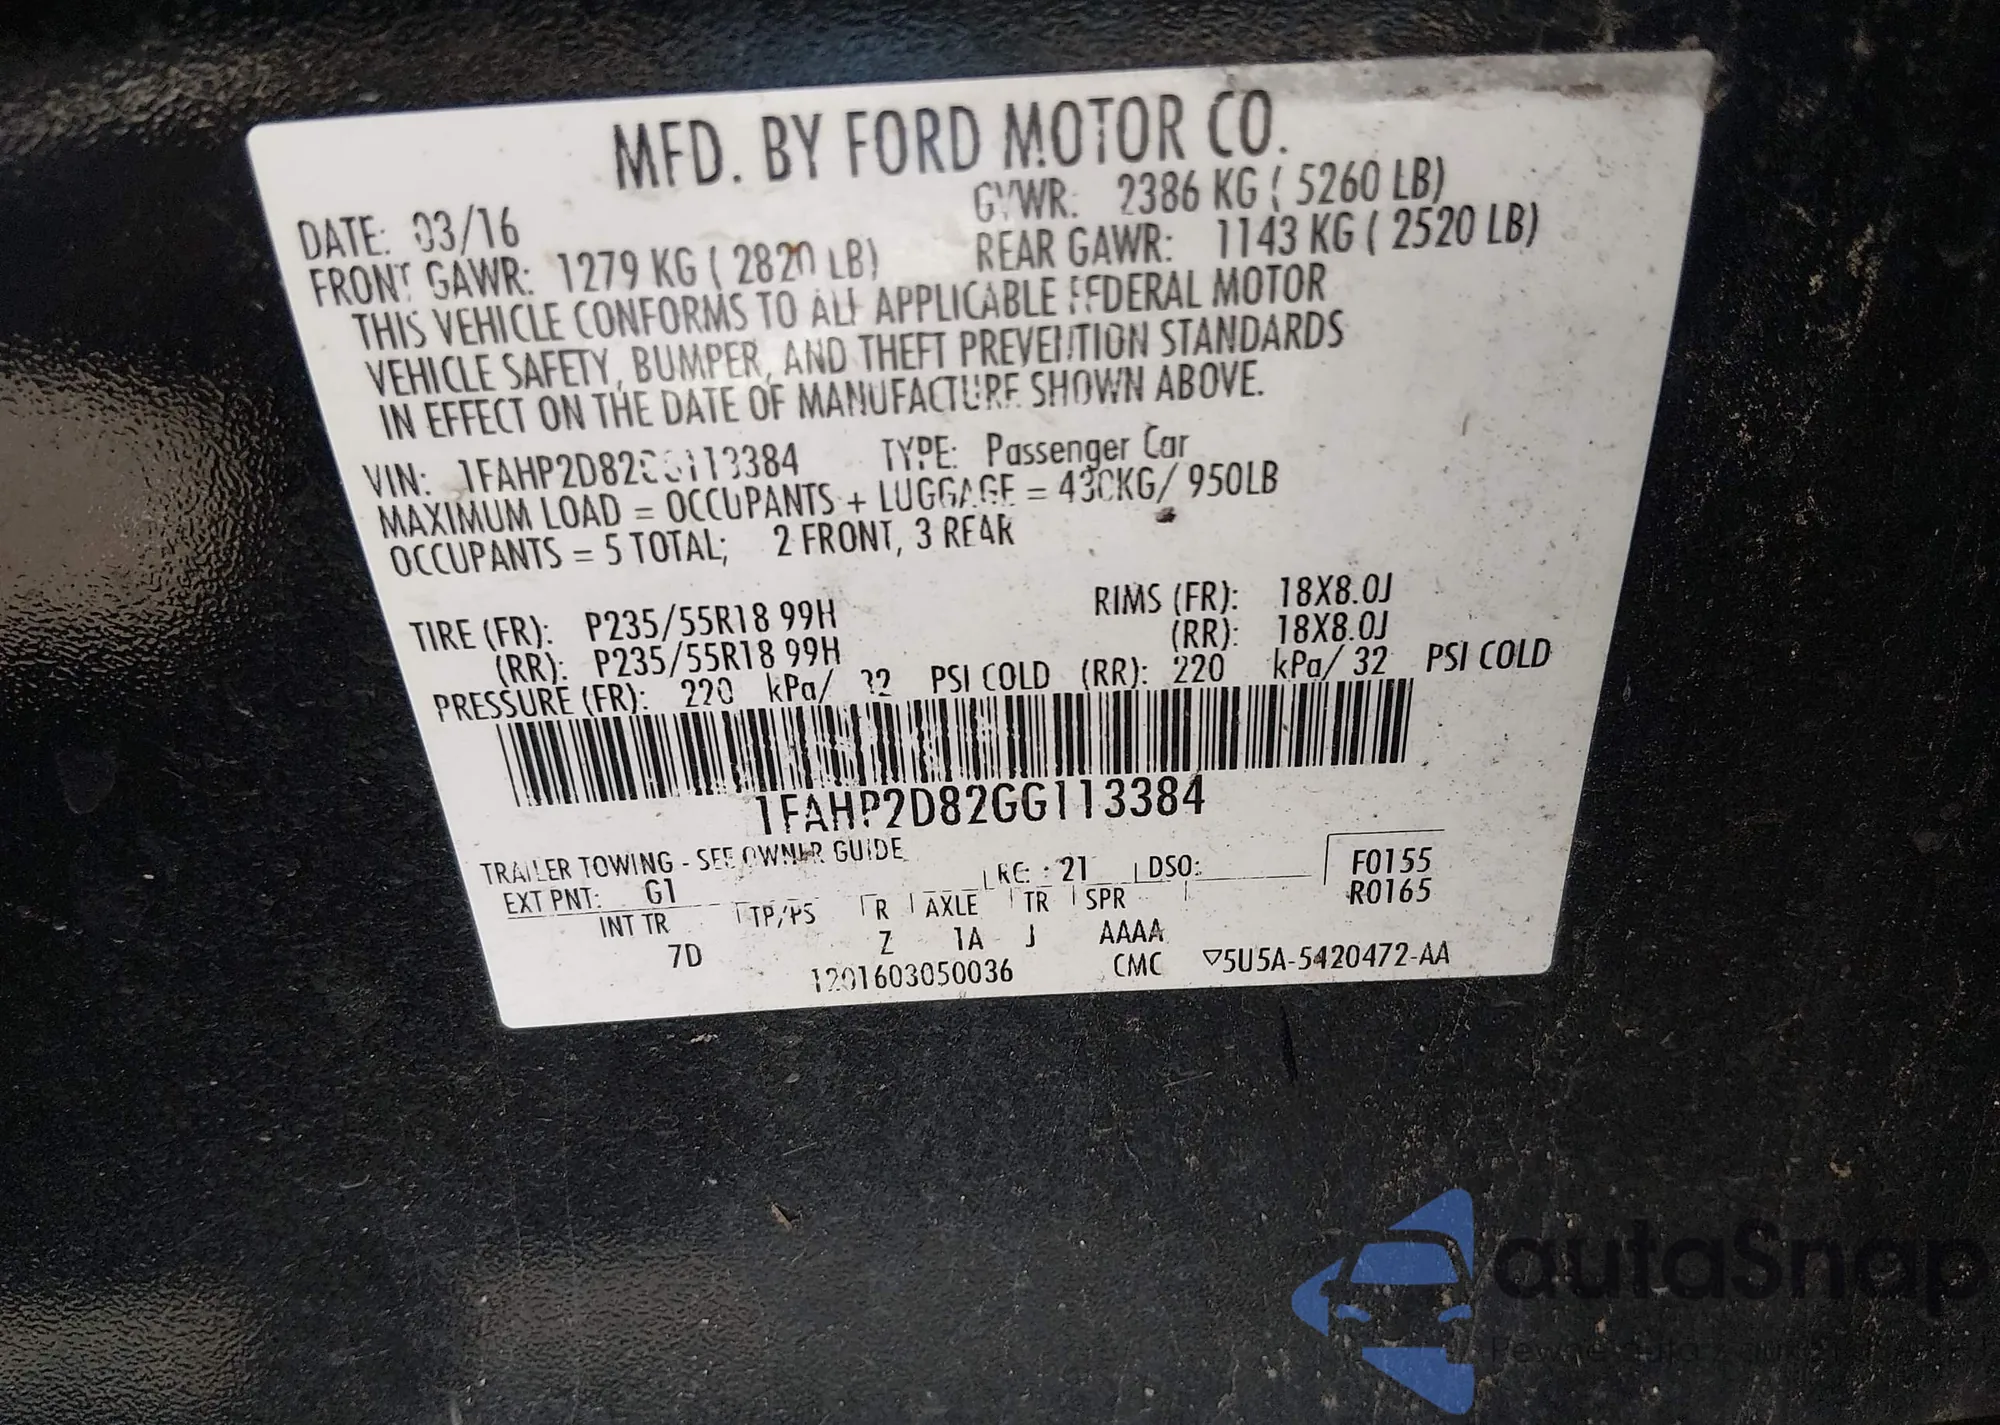 MFD. BY FORD MOTOR CO.
DATE: 03/16 GVWR: 2386 KG ( 5260 LB)
FRONT GAWR: 1279 KG ( 2820 LB) REAR GAWR: 1143 KG ( 2520 LB)
THIS VEHICLE CONFORMS TO ALL APPLICABLE FEDERAL MOTOR
VEHICLE SAFETY, BUMPER, AND THEFT PREVENTION STANDARDS
IN EFFECT ON THE DATE OF MANUFACTURE SHOWN ABOVE.
VIN: 1FAHP2D82GG113384 TYPE: Passenger Car
MAXIMUM LOAD = OCCUPANTS + LUGGAGE = 430KG/ 950LB
OCCUPANTS = 5 TOTAL; 2 FRONT, 3 REAR
TIRE (FR): P235/55R18 99H RIMS (FR): 18X8.0J
(RR): P235/55R18 99H (RR): 18X8.0J
PRESSURE (FR): 220 kPa/ 32 PSI COLD (RR): 220 kPa/ 32 PSI COLD
1FAHP2D82GG113384
TRAILER TOWING - SEE OWNER GUIDE
EXT PNT: G1 RC: 21 DSO: F0155
R0165
INT TR TP/PS R AXLE TR SPR
7D Z 1A J AAAA
1201603050036 CMC ▽5U5A-5420472-AA
autaSnap